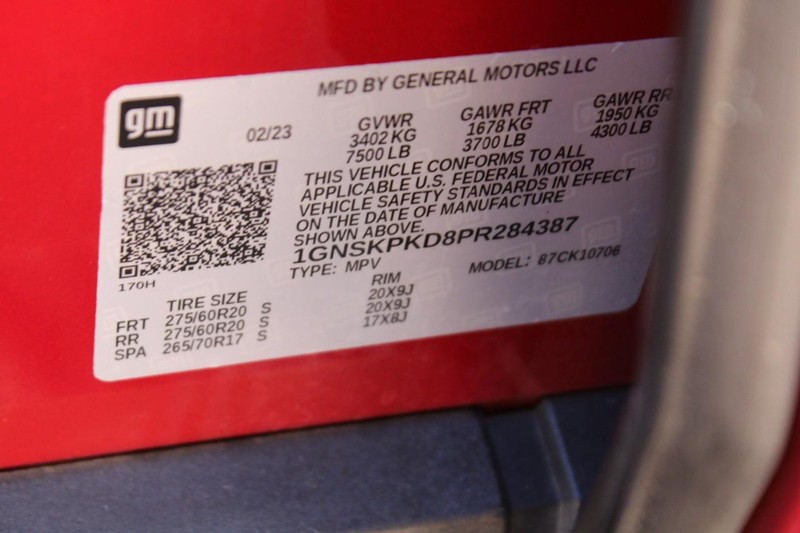 MFD BY GENERAL MOTORS LLC
gm
02/23
GVWR
3402 KG
7500 LB
GAWR FRT
1678 KG
3700 LB
GAWR RR
1950 KG
4300 LB
THIS VEHICLE CONFORMS TO ALL
APPLICABLE U.S. FEDERAL MOTOR
VEHICLE SAFETY STANDARDS IN EFFECT
ON THE DATE OF MANUFACTURE
SHOWN ABOVE.
1GNSKPKD8PR284387
TYPE: MPV
MODEL: 87CK10706
170H
TIRE SIZE RIM
FRT 275/60R20 S 20X9J
RR 275/60R20 S 20X9J
SPA 265/70R17 S 17X8J